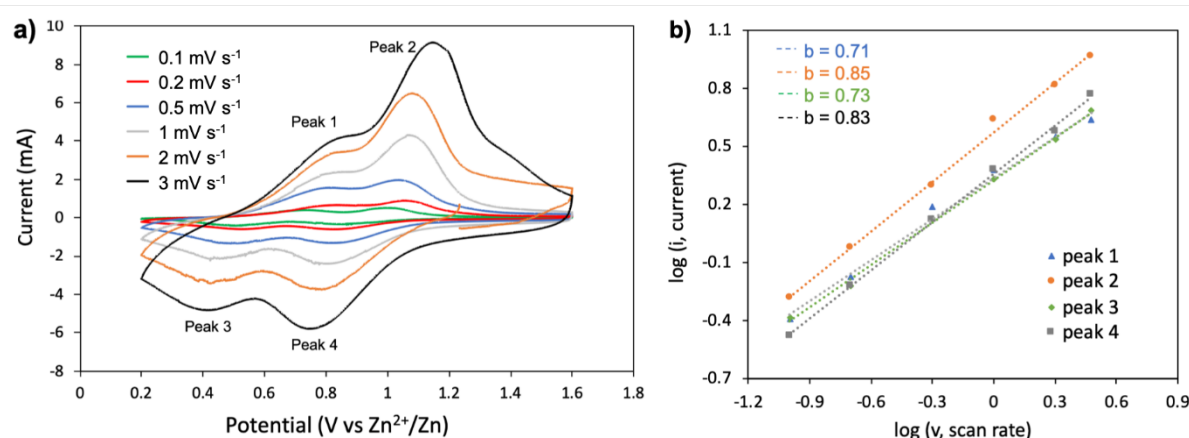 a)
10
8
6
4
2
0
-2
-4
-6
-8
Current (mA)
0.1 mV s⁻¹
0.2 mV s⁻¹
0.5 mV s⁻¹
1 mV s⁻¹
2 mV s⁻¹
3 mV s⁻¹
Peak 1
Peak 2
Peak 3
Peak 4
0 0.2 0.4 0.6 0.8 1 1.2 1.4 1.6 1.8
Potential (V vs Zn²⁺/Zn)
b)
1.1
0.8
0.5
0.2
-0.1
-0.4
-0.7
log (i, current)
b = 0.71
b = 0.85
b = 0.73
b = 0.83
peak 1
peak 2
peak 3
peak 4
-1.2 -0.9 -0.6 -0.3 0 0.3 0.6 0.9
log (v, scan rate)